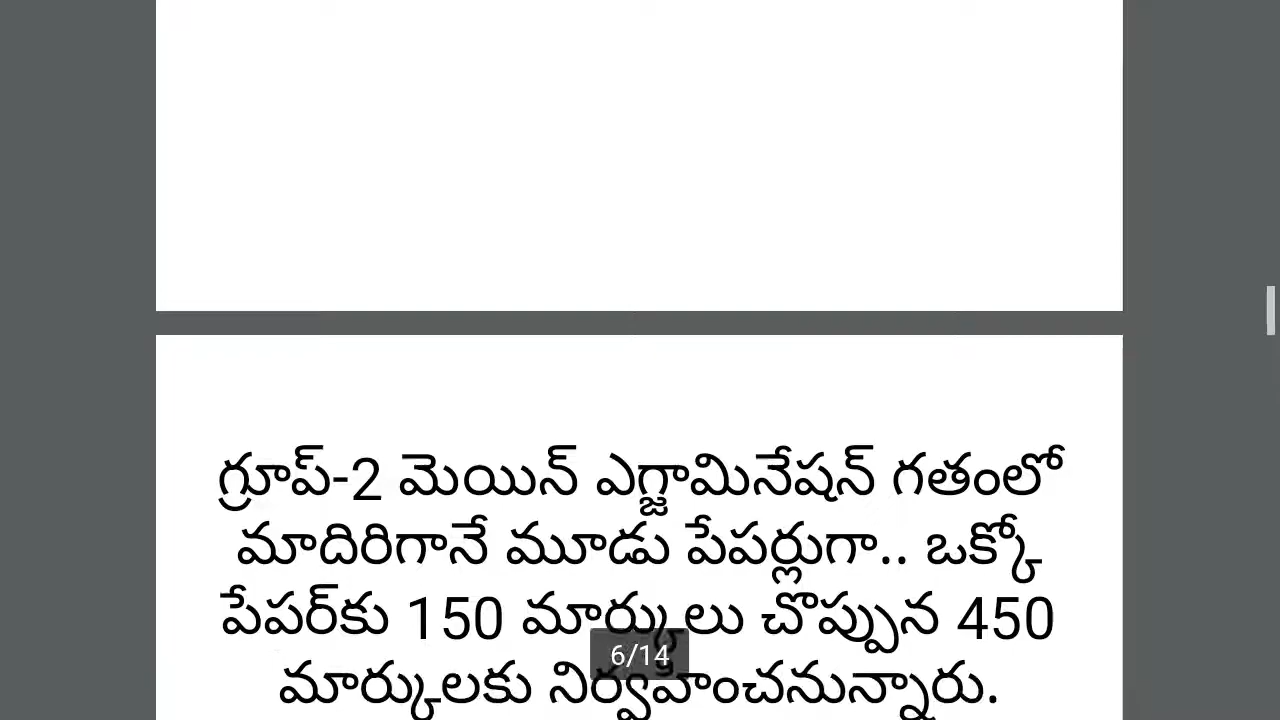 గ్రూప్-2 మెయిన్ ఎగ్జామినేషన్ గతంలో
మాదిరిగానే మూడు పేపర్లుగా.. ఒక్కో
పేపర్‌కు 150 మార్కులు చొప్పున 450
6/14
మార్కులకు నిర్వహించనున్నారు.